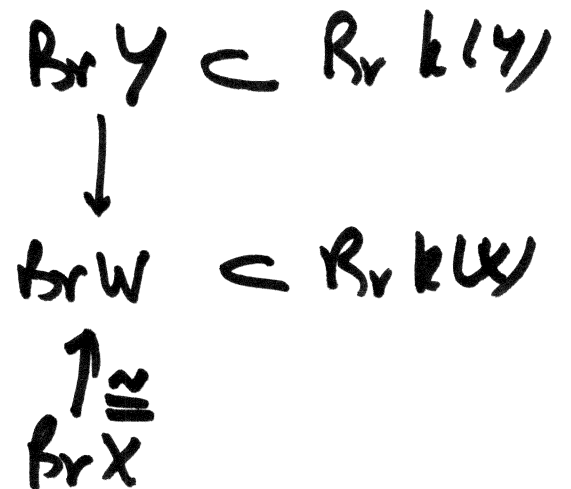 Br Y ⊂ Br k(Y)
↓
Br W ⊂ Br k(X)
↑ ≅
Br X